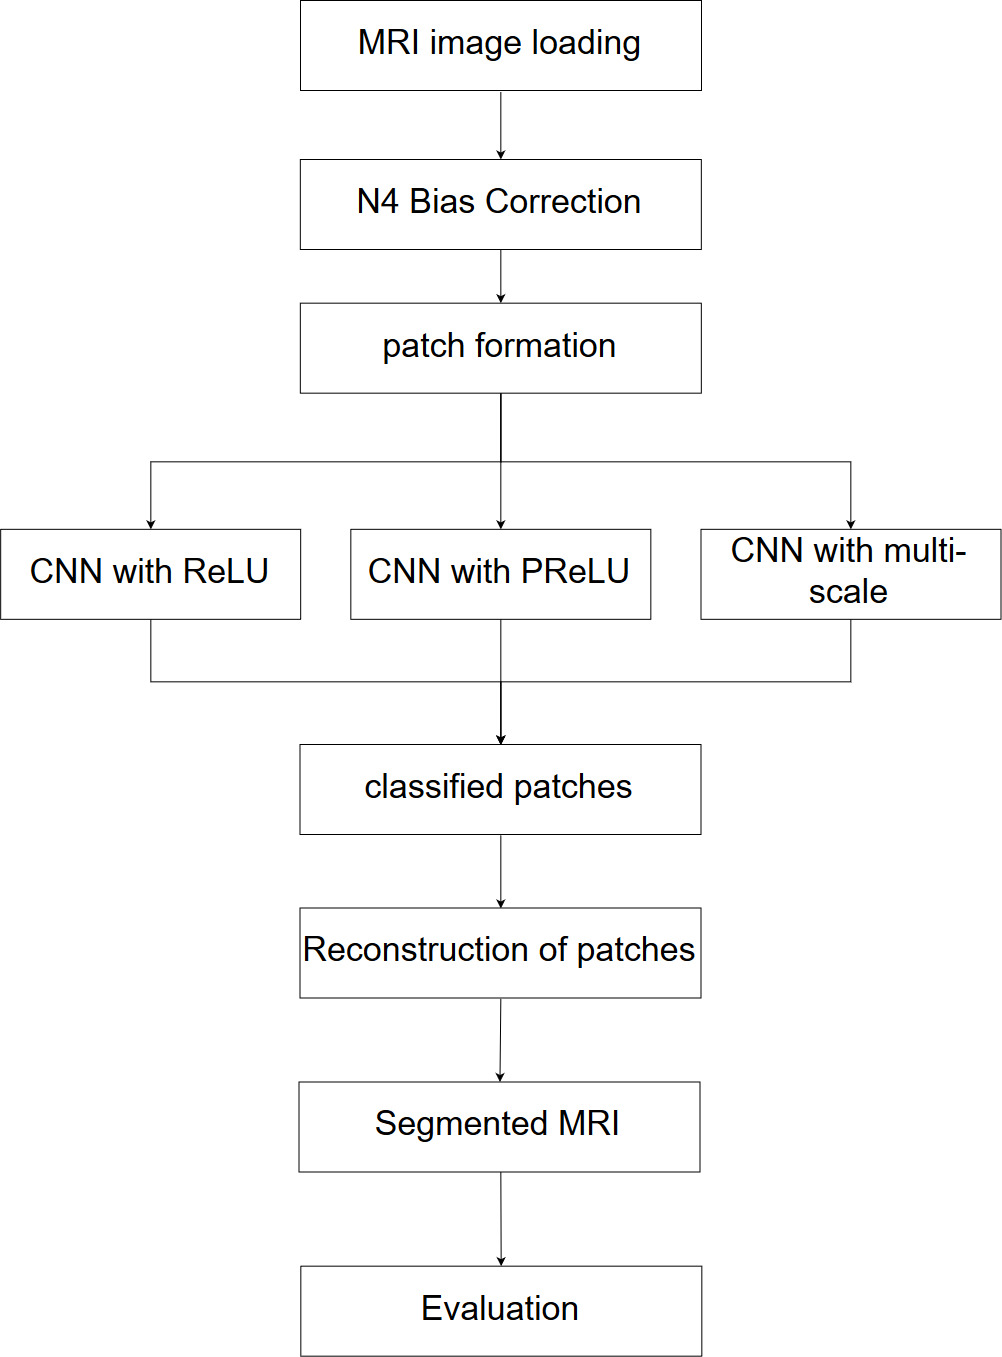 MRI image loading
N4 Bias Correction
patch formation
CNN with ReLU
CNN with PReLU
CNN with multi-
scale
classified patches
Reconstruction of patches
Segmented MRI
Evaluation